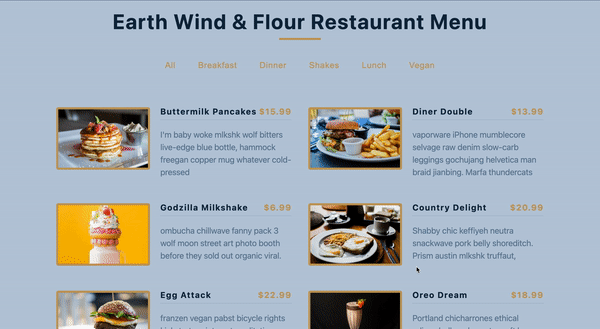 Earth Wind & Flour Restaurant Menu
All Breakfast Dinner Shakes Lunch Vegan
Buttermilk Pancakes $15.99
I'm baby woke mlkshk wolf bitters
live-edge blue bottle, hammock
freegan copper mug whatever cold-
pressed
Diner Double $13.99
vaporware iPhone mumblecore
selvage raw denim slow-carb
leggings gochujang helvetica man
braid jianbing. Marfa thundercats
Godzilla Milkshake $6.99
ombucha chillwave fanny pack 3
wolf moon street art photo booth
before they sold out organic viral.
Country Delight $20.99
Shabby chic keffiyeh neutra
snackwave pork belly shoreditch.
Prism austin mlkshk truffaut,
Egg Attack $22.99
franzen vegan pabst bicycle rights
Oreo Dream $18.99
Portland chicharrones ethical